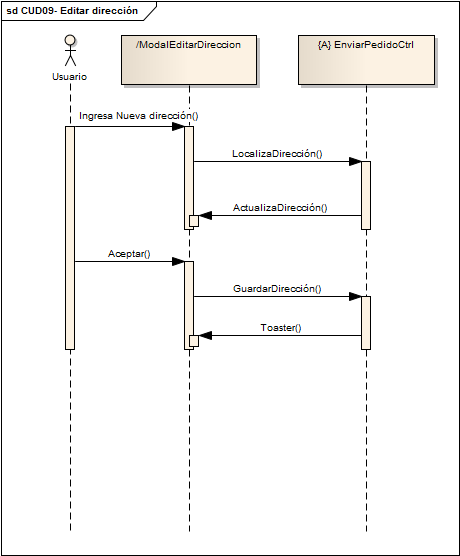 sd CUD09- Editar dirección
/ModalEditarDireccion
{A} EnviarPedidoCtrl
Usuario
Ingresa Nueva dirección()
LocalizaDirección()
ActualizaDirección()
Aceptar()
GuardarDirección()
Toaster()